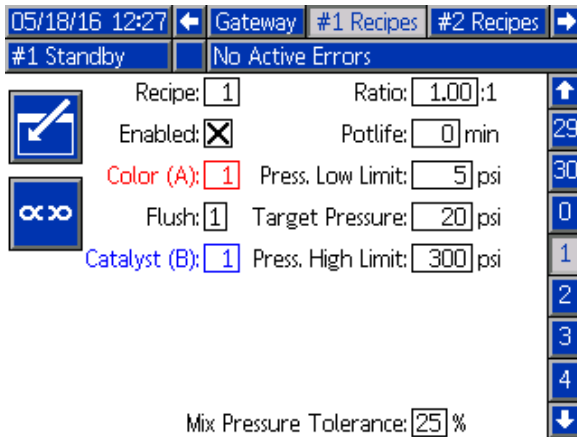 05/18/16 12:27 Gateway #1 Recipes #2 Recipes
#1 Standby No Active Errors
Recipe: 1 Ratio: 1.00:1
Enabled: X Potlife: 0 min
Color (A): 1 Press. Low Limit: 5 psi
Flush: 1 Target Pressure: 20 psi
Catalyst (B): 1 Press. High Limit: 300 psi
Mix Pressure Tolerance: 25 %
29
30
0
1
2
3
4